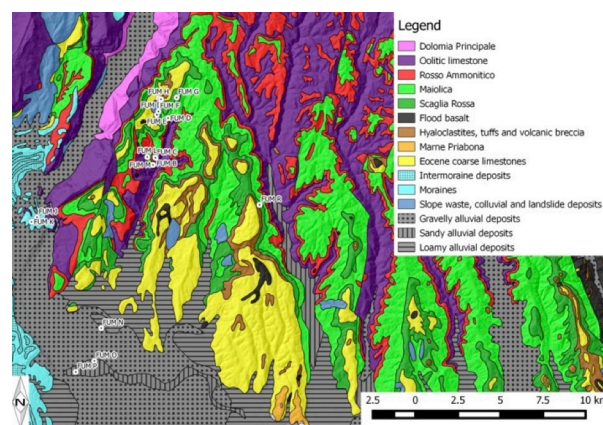 Legend
Dolomia Principale
Oolitic limestone
Rosso Ammonitico
Maiolica
Scaglia Rossa
Flood basalt
Hyaloclastites, tuffs and volcanic breccia
Marne Priabona
Eocene coarse limestones
Intermoraine deposits
Moraines
Slope waste, colluvial and landslide deposits
Gravelly alluvial deposits
Sandy alluvial deposits
Loamy alluvial deposits
FUM H
FUM G
FUM F
FUM E
FUM D
FUM C
FUM M
FUM B
FUM R
FUM K
FUM N
FUM O
N
2.5 0 2.5 5 7.5 10 km